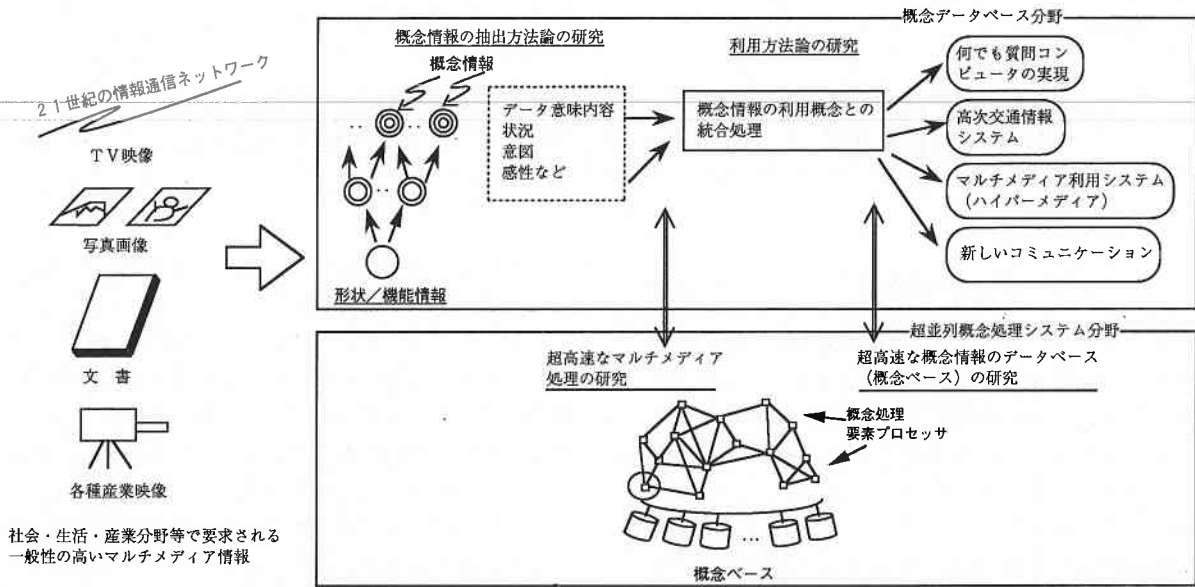 21世紀の情報通信ネットワーク
TV映像
写真画像
文 書
各種産業映像
社会・生活・産業分野等で要求される
一般性の高いマルチメディア情報
概念データベース分野
概念情報の抽出方法論の研究
概念情報
‥
‥
‥
‥
形状／機能情報
データ意味内容
状況
意図
感性など
利用方法論の研究
概念情報の利用概念との
統合処理
何でも質問コン
ピュータの実現
高次交通情報
システム
マルチメディア利用システム
（ハイパーメディア）
新しいコミュニケーション
超並列概念処理システム分野
超高速なマルチメディア
処理の研究
超高速な概念情報のデータベース
（概念ベース）の研究
概念処理
要素プロセッサ
…
概念ベース